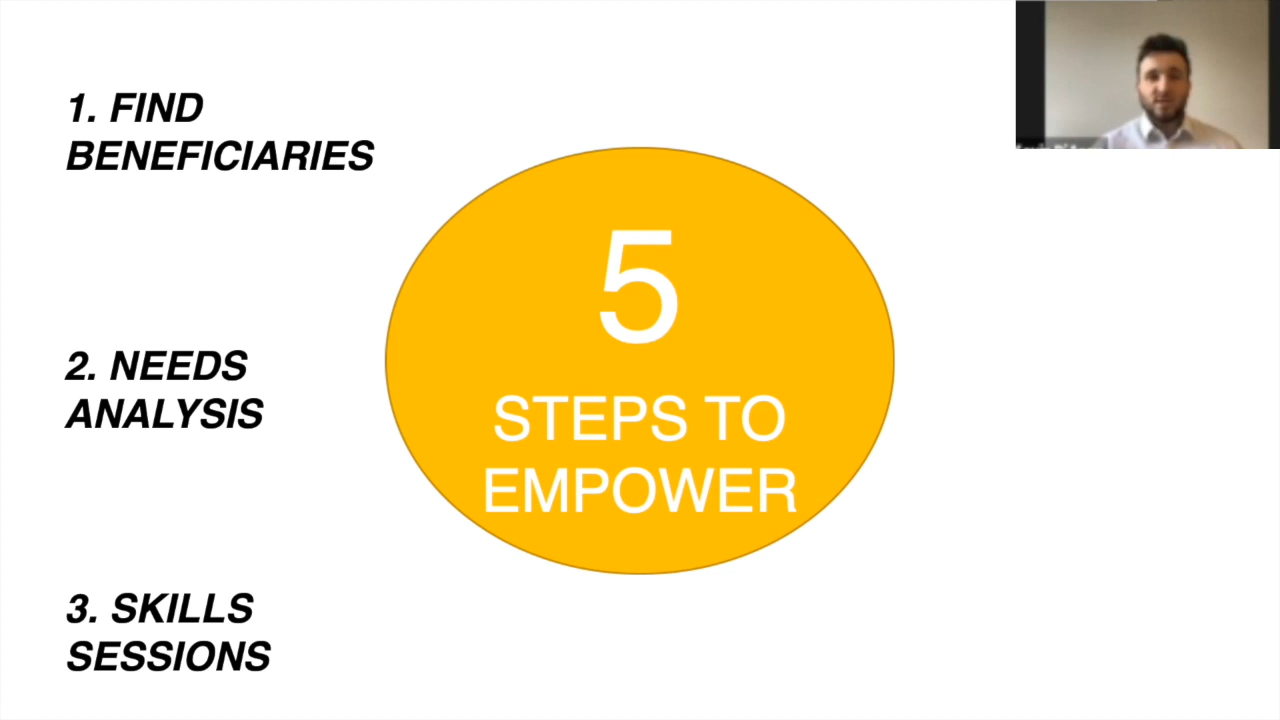 1. FIND
BENEFICIARIES
5
STEPS TO
EMPOWER
2. NEEDS
ANALYSIS
3. SKILLS
SESSIONS